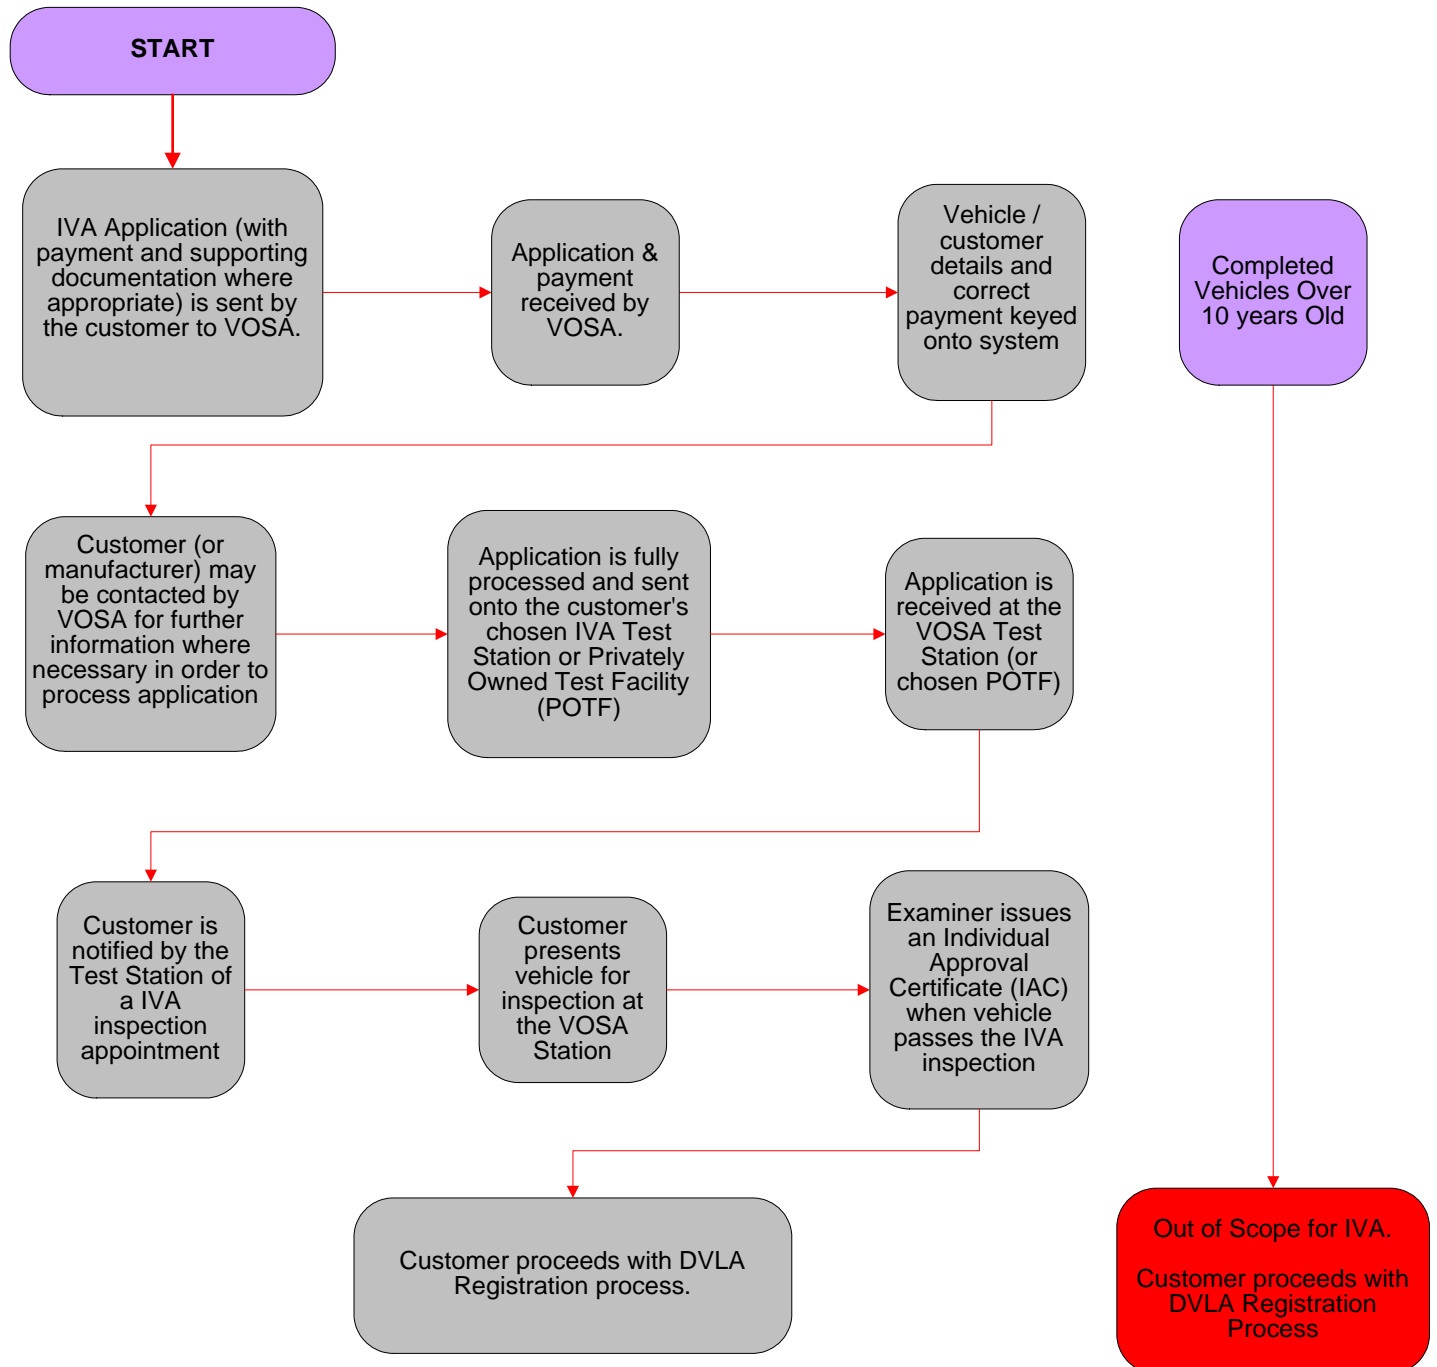 START
IVA Application (with
payment and supporting
documentation where
appropriate) is sent by
the customer to VOSA.
Application &
payment
received by
VOSA.
Vehicle /
customer
details and
correct
payment keyed
onto system
Completed
Vehicles Over
10 years Old
Customer (or
manufacturer) may
be contacted by
VOSA for further
information where
necessary in order to
process application
Application is fully
processed and sent
onto the customer's
chosen IVA Test
Station or Privately
Owned Test Facility
(POTF)
Application is
received at the
VOSA Test
Station (or
chosen POTF)
Customer is
notified by the
Test Station of
a IVA
inspection
appointment
Customer
presents
vehicle for
inspection at
the VOSA
Station
Examiner issues
an Individual
Approval
Certificate (IAC)
when vehicle
passes the IVA
inspection
Customer proceeds with DVLA
Registration process.
Out of Scope for IVA.
Customer proceeds with
DVLA Registration
Process